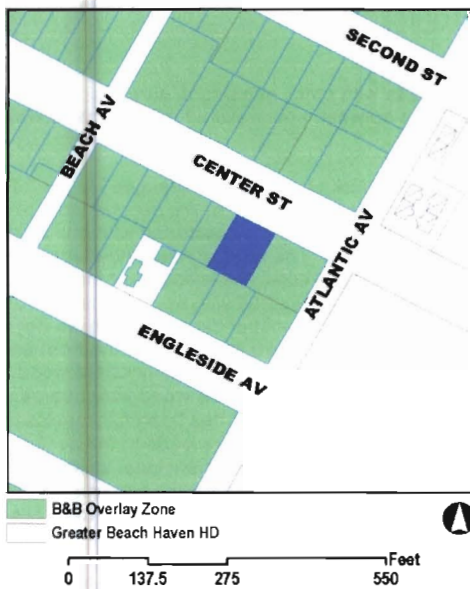 SECOND ST
BEACH AV
CENTER ST
ATLANTIC AV
ENGLESIDE AV
B&B Overlay Zone
Greater Beach Haven HD
Feet
0 137.5 275 550